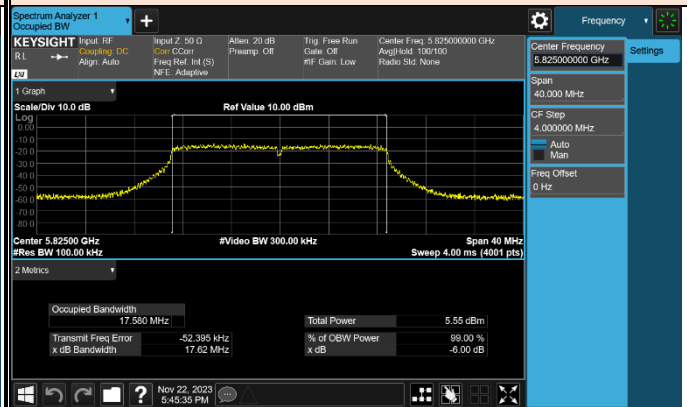 Spectrum Analyzer 1
Occupied BW
+
Frequency
KEYSIGHT
R L
LXI
Input: RF
Coupling: DC
Align: Auto
Input Z: 50 Ω
Corr CCorr
Freq Ref: Int (S)
NFE: Adaptive
Atten: 20 dB
Preamp: Off
Trig: Free Run
Gate: Off
#IF Gain: Low
Center Freq: 5.825000000 GHz
Avg|Hold: 100/100
Radio Std: None
Center Frequency
5.825000000 GHz
Settings
Span
40.000 MHz
CF Step
4.000000 MHz
Auto
Man
Freq Offset
0 Hz
1 Graph
Scale/Div 10.0 dB
Ref Value 10.00 dBm
Log
0.00
-10.0
-20.0
-30.0
-40.0
-50.0
-60.0
-70.0
-80.0
Center 5.82500 GHz
#Video BW 300.00 kHz
Span 40 MHz
#Res BW 100.00 kHz
Sweep 4.00 ms (4001 pts)
2 Metrics
Occupied Bandwidth
17.580 MHz
Total Power 5.55 dBm
Transmit Freq Error -52.395 kHz
% of OBW Power 99.00 %
x dB Bandwidth 17.62 MHz
x dB -6.00 dB
?
Nov 22, 2023
5:45:35 PM